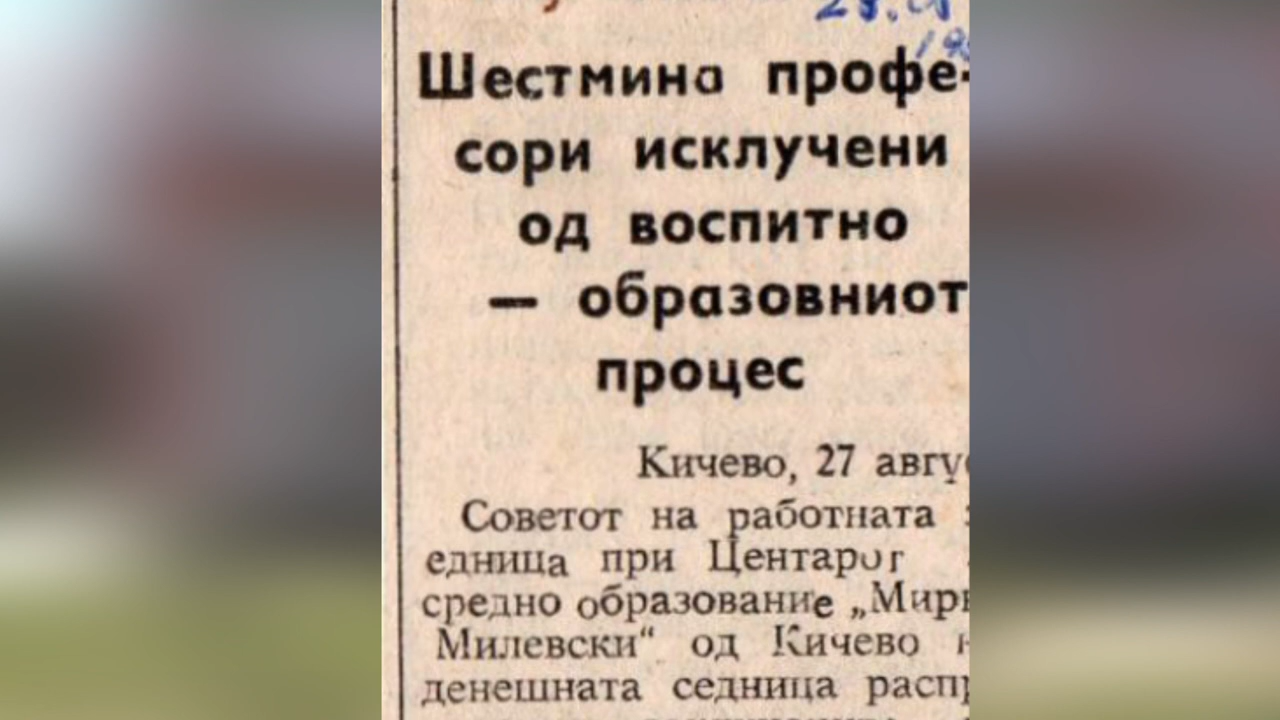 Шестмина профе-
сори исклучени
од воспитно
— образовниот
процес
Кичево, 27
Советот на работната
едница при Центарот
средно образование
Милевски“ од Кичево
денешната седница